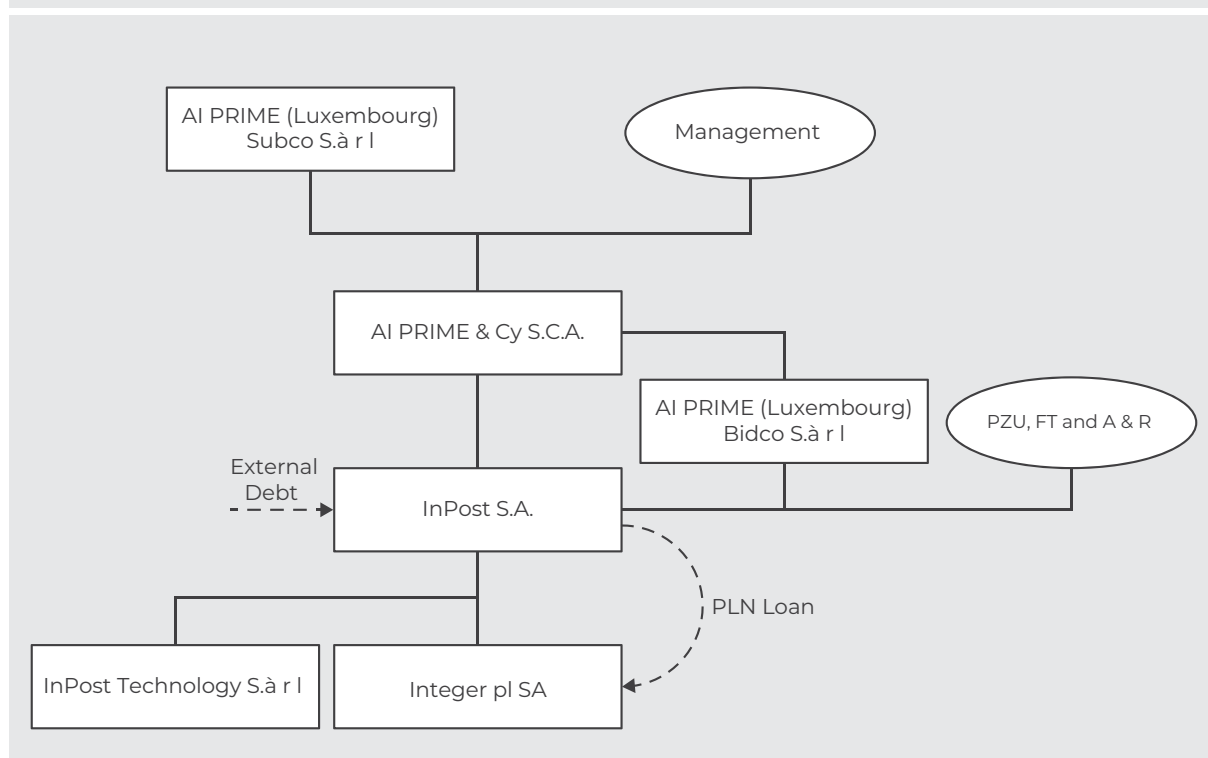 AI PRIME (Luxembourg)
Subco S.à r l
Management
AI PRIME & Cy S.C.A.
AI PRIME (Luxembourg)
Bidco S.à r l
PZU, FT and A & R
External
Debt
InPost S.A.
PLN Loan
InPost Technology S.à r l
Integer pl SA